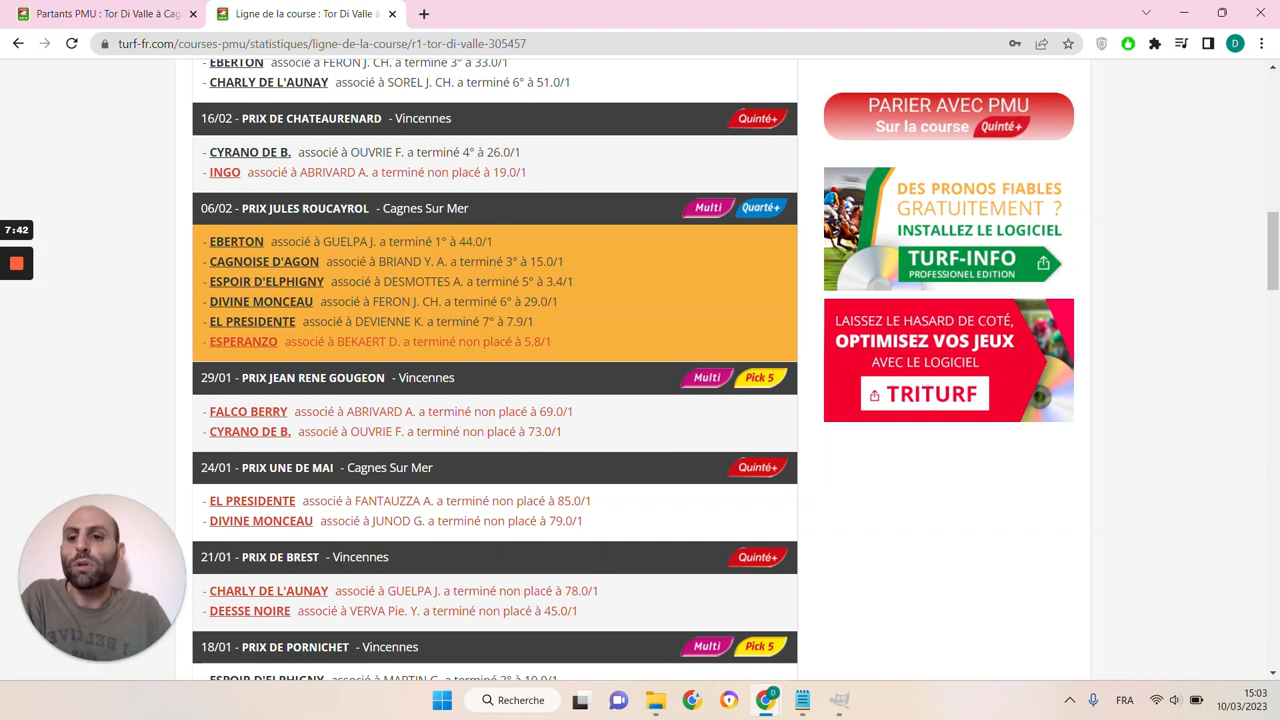 Partants PMU : Tor Di Valle à Cag
Ligne de la course : Tor Di Valle à
turf-fr.com/courses-pmu/statistiques/ligne-de-la-course/r1-tor-di-valle-305457
D
- EBERTON associé à FERON J. CH. a terminé 3° à 33.0/1
- CHARLY DE L'AUNAY associé à SOREL J. CH. a terminé 6° à 51.0/1
16/02 - PRIX DE CHATEAURENARD - Vincennes Quinté+
- CYRANO DE B. associé à OUVRIE F. a terminé 4° à 26.0/1
- INGO associé à ABRIVARD A. a terminé non placé à 19.0/1
06/02 - PRIX JULES ROUCAYROL - Cagnes Sur Mer Multi Quarté+
- EBERTON associé à GUELPA J. a terminé 1° à 44.0/1
- CAGNOISE D'AGON associé à BRIAND Y. A. a terminé 3° à 15.0/1
- ESPOIR D'ELPHIGNY associé à DESMOTTES A. a terminé 5° à 3.4/1
- DIVINE MONCEAU associé à FERON J. CH. a terminé 6° à 29.0/1
- EL PRESIDENTE associé à DEVIENNE K. a terminé 7° à 7.9/1
- ESPERANZO associé à BEKAERT D. a terminé non placé à 5.8/1
29/01 - PRIX JEAN RENE GOUGEON - Vincennes Multi Pick 5
- FALCO BERRY associé à ABRIVARD A. a terminé non placé à 69.0/1
- CYRANO DE B. associé à OUVRIE F. a terminé non placé à 73.0/1
24/01 - PRIX UNE DE MAI - Cagnes Sur Mer Quinté+
- EL PRESIDENTE associé à FANTAUZZA A. a terminé non placé à 85.0/1
- DIVINE MONCEAU associé à JUNOD G. a terminé non placé à 79.0/1
21/01 - PRIX DE BREST - Vincennes Quinté+
- CHARLY DE L'AUNAY associé à GUELPA J. a terminé non placé à 78.0/1
- DEESSE NOIRE associé à VERVA Pie. Y. a terminé non placé à 45.0/1
18/01 - PRIX DE PORNICHET - Vincennes Multi Pick 5
- ESPOIR D'ELPHIGNY associé à MARTIN G. a terminé 2° à 10.0/1
PARIER AVEC PMU
Sur la course Quinté+
DES PRONOS FIABLES
GRATUITEMENT ?
INSTALLEZ LE LOGICIEL
TURF-INFO
PROFESSIONEL EDITION
LAISSEZ LE HASARD DE COTÉ,
OPTIMISEZ VOS JEUX
AVEC LE LOGICIEL
TRITURF
7:42
Recherche
D
FRA
15:03
10/03/2023